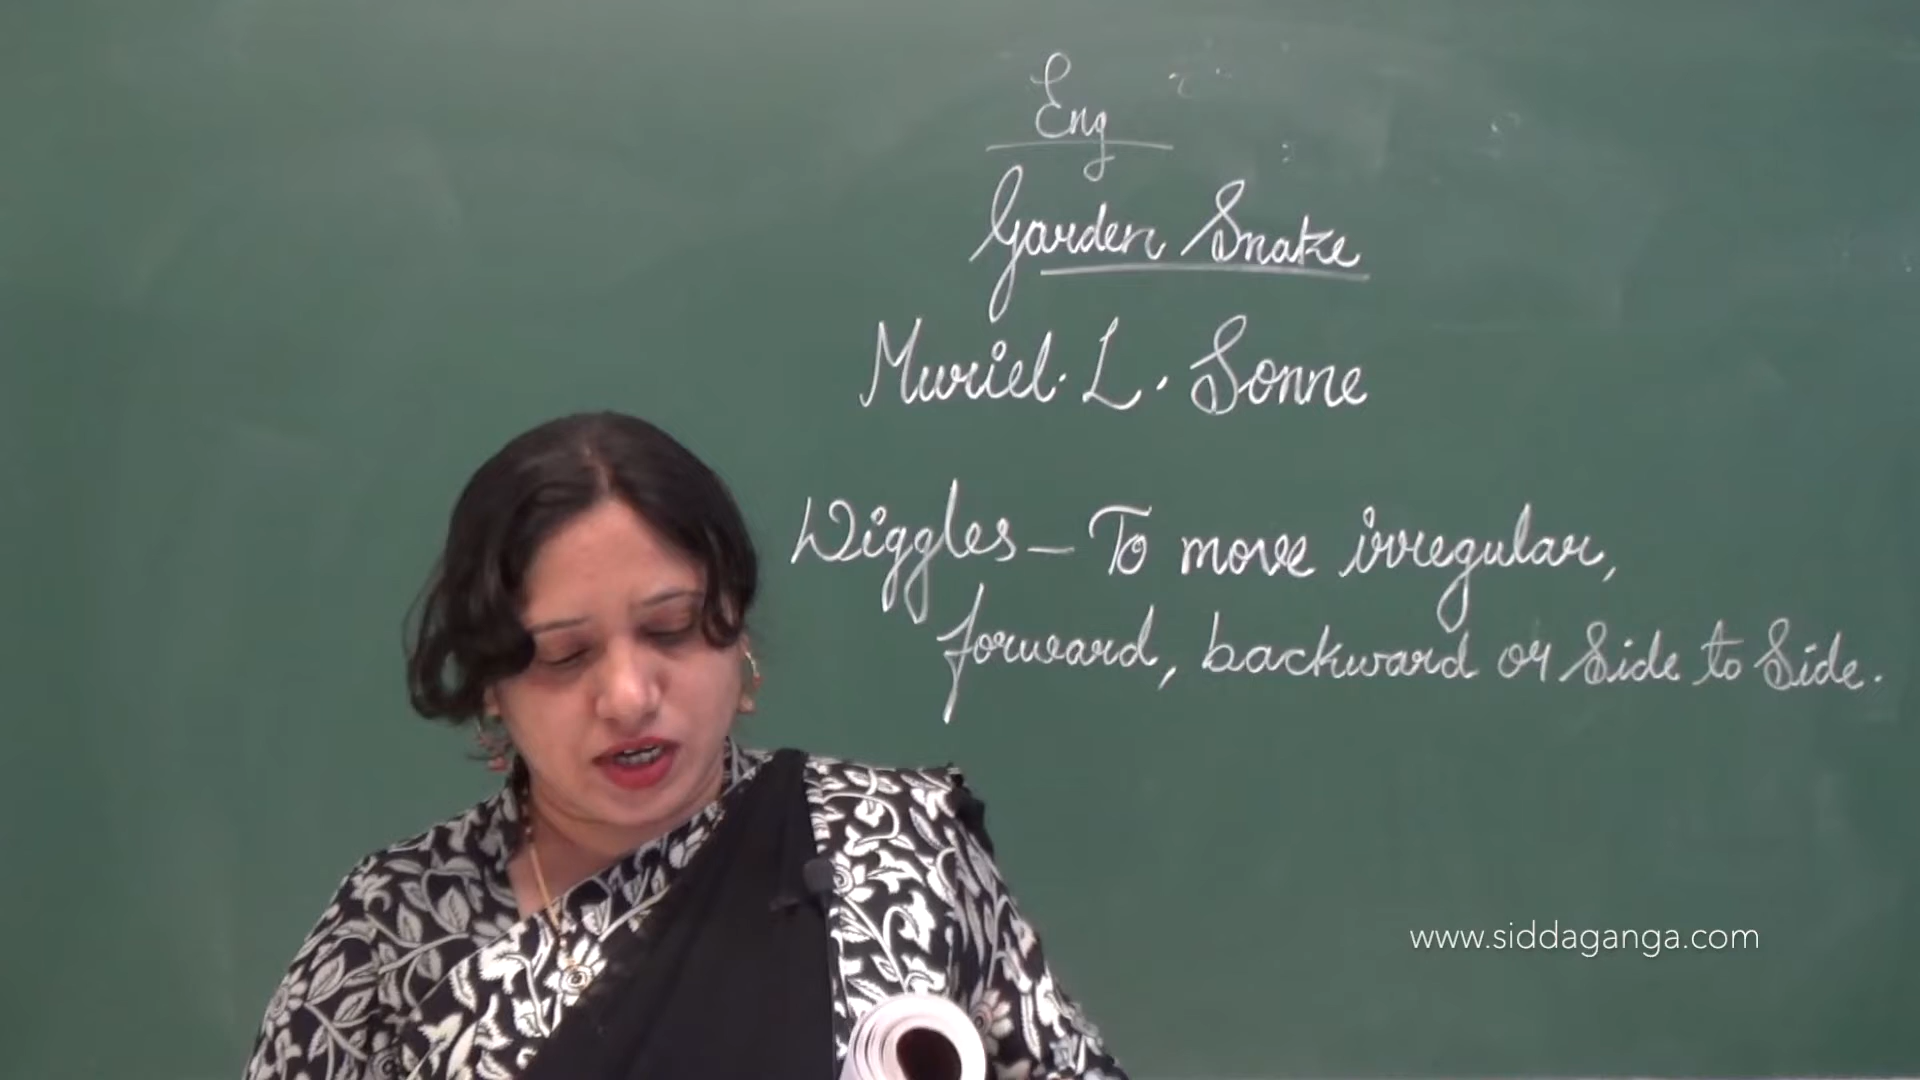 Eng
Garden Snake
Muriel. L. Sonne
Wiggles – To move irregular,
forward, backward or Side to Side.
www.siddaganga.com